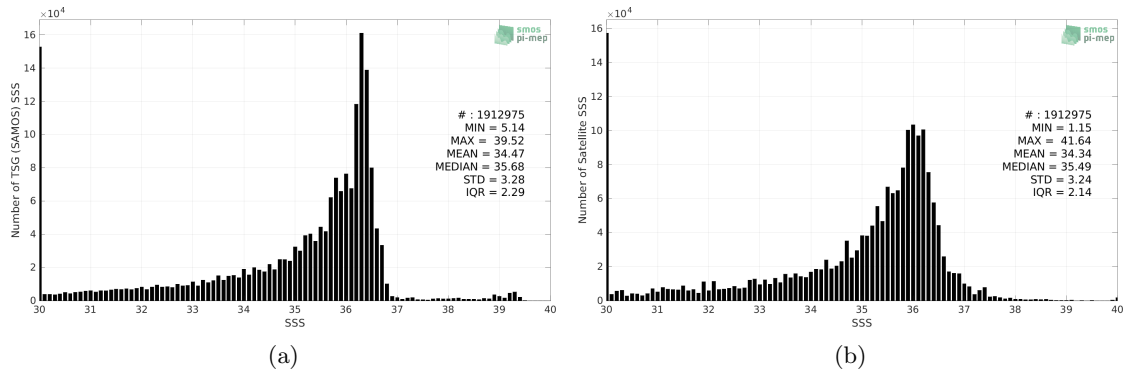 ×10⁴
16
14
12
10
8
6
4
2
0
Number of TSG (SAMOS) SSS
smos
pi-mep
# : 1912975
MIN = 5.14
MAX = 39.52
MEAN = 34.47
MEDIAN = 35.68
STD = 3.28
IQR = 2.29
30 31 32 33 34 35 36 37 38 39 40
SSS
(a)
×10⁴
16
14
12
10
8
6
4
2
0
Number of Satellite SSS
smos
pi-mep
# : 1912975
MIN = 1.15
MAX = 41.64
MEAN = 34.34
MEDIAN = 35.49
STD = 3.24
IQR = 2.14
30 31 32 33 34 35 36 37 38 39 40
SSS
(b)